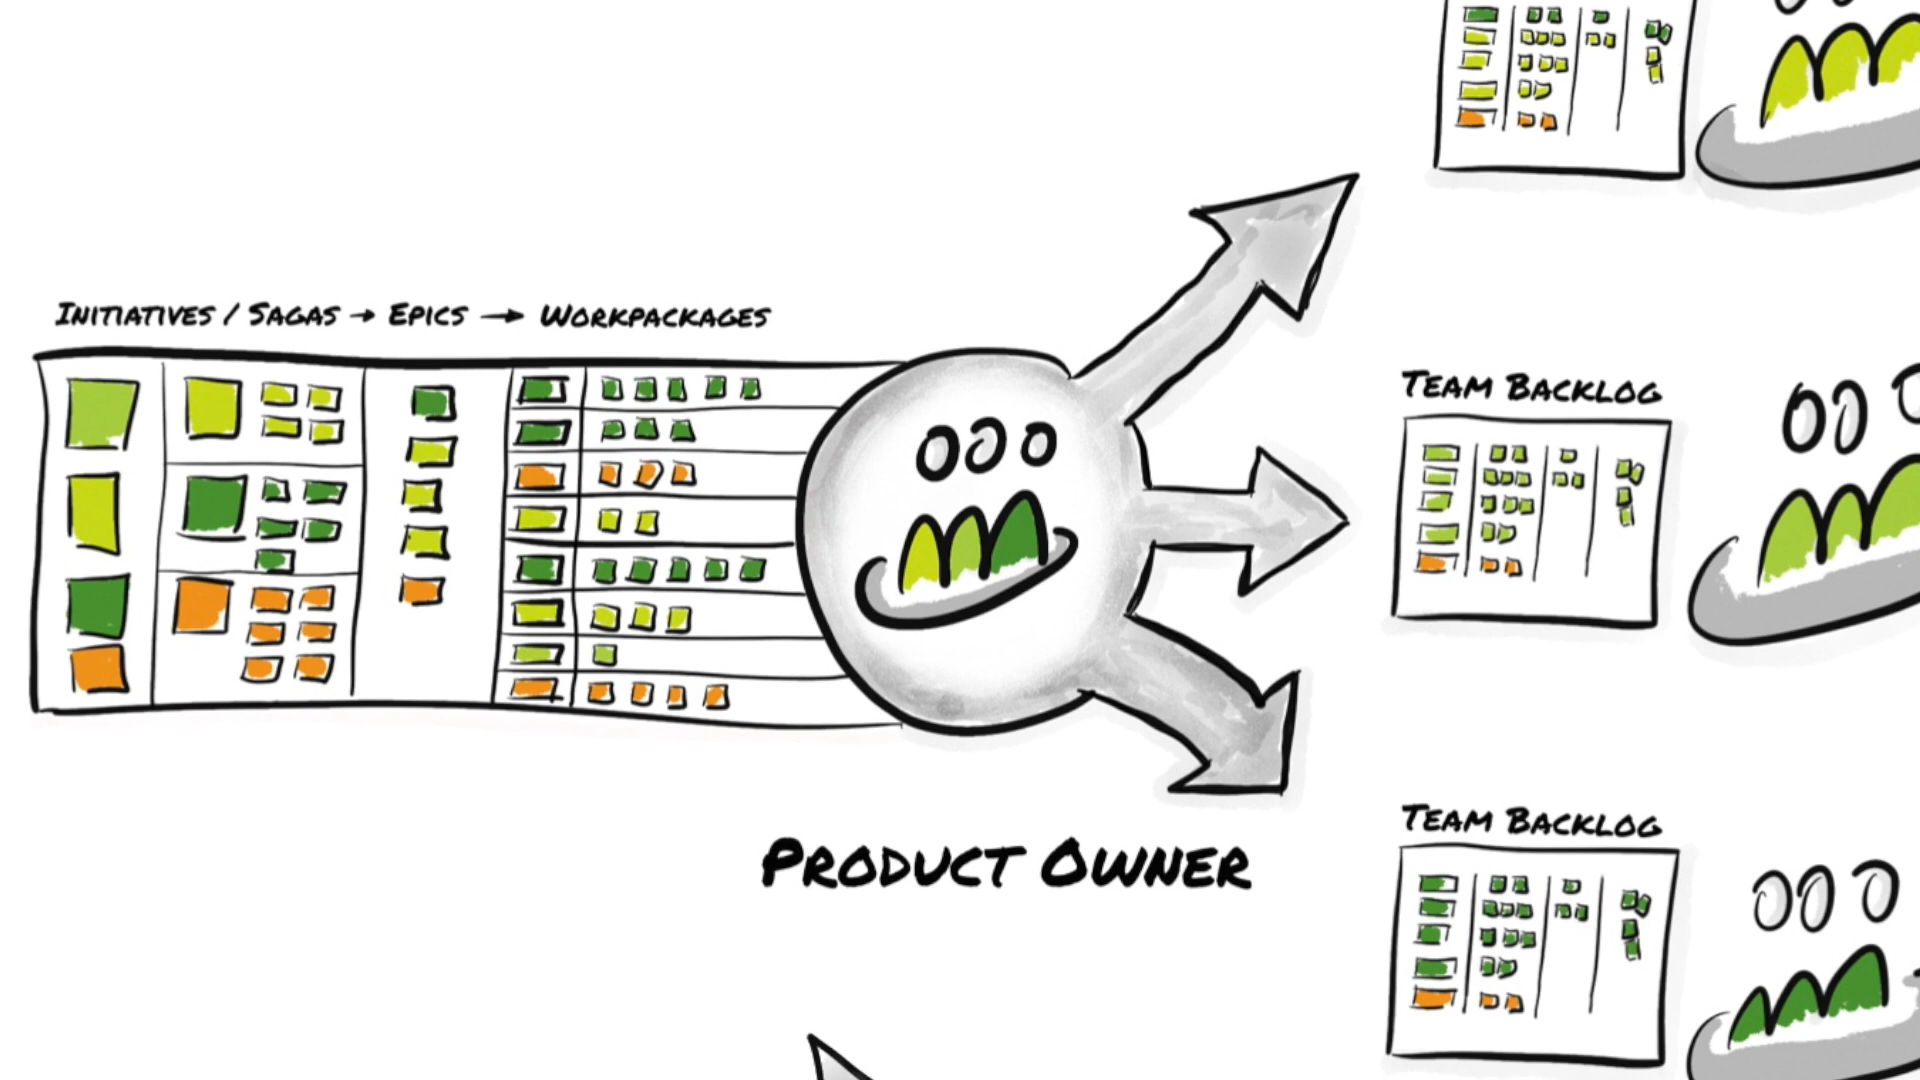 INITIATIVES / SAGAS → EPICS → WORKPACKAGES
TEAM BACKLOG
PRODUCT OWNER
TEAM BACKLOG